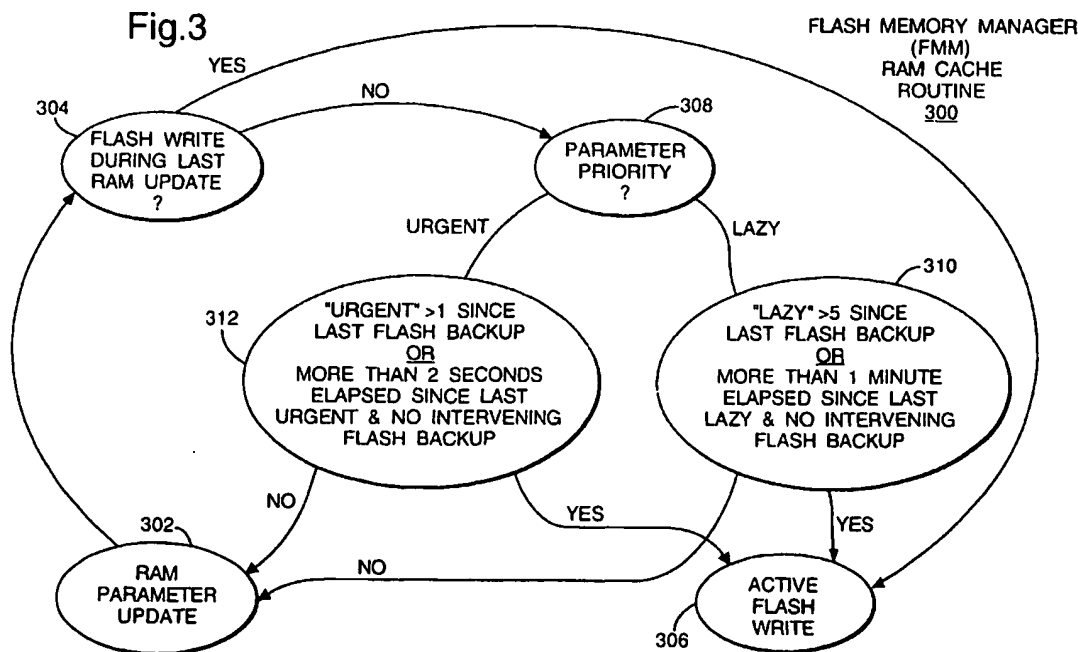 Fig.3
FLASH MEMORY MANAGER
(FMM)
RAM CACHE
ROUTINE
300
YES
NO
304
FLASH WRITE
DURING LAST
RAM UPDATE
?
308
PARAMETER
PRIORITY
?
URGENT
LAZY
312
"URGENT" >1 SINCE
LAST FLASH BACKUP
OR
MORE THAN 2 SECONDS
ELAPSED SINCE LAST
URGENT & NO INTERVENING
FLASH BACKUP
310
"LAZY" >5 SINCE
LAST FLASH BACKUP
OR
MORE THAN 1 MINUTE
ELAPSED SINCE LAST
LAZY & NO INTERVENING
FLASH BACKUP
NO
YES
NO
YES
302
RAM
PARAMETER
UPDATE
306
ACTIVE
FLASH
WRITE